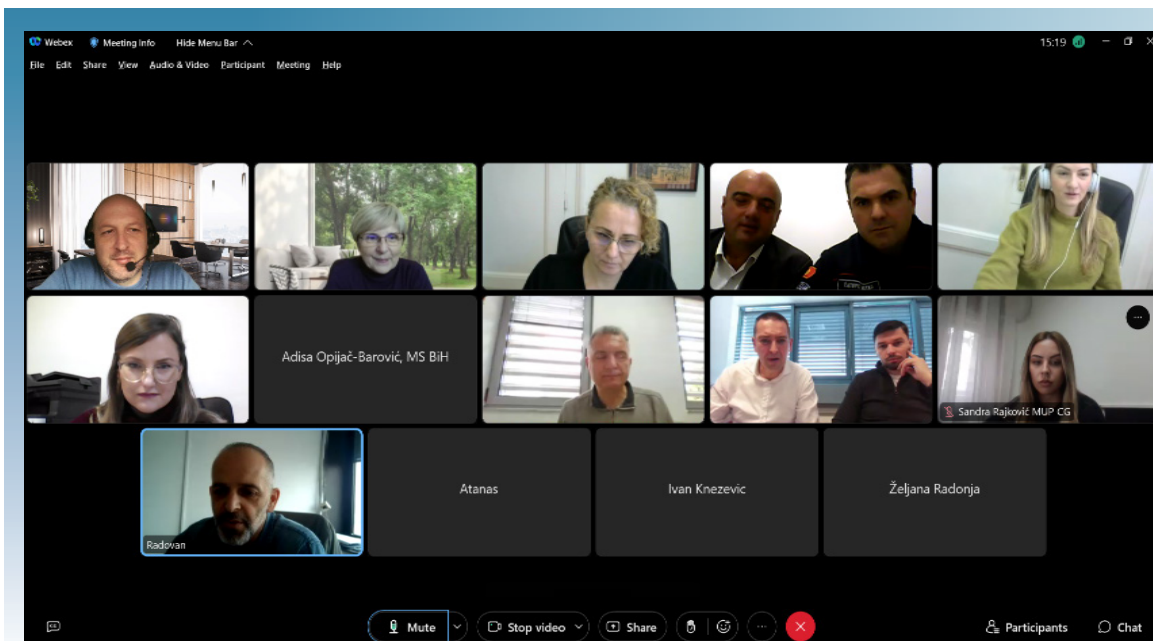 Webex Meeting Info Hide Menu Bar 15:19
File Edit Share View Audio & Video Participant Meeting Help
Adisa Opijač-Barović, MS BiH
Sandra Rajković MUP CG
Radovan
Atanas
Ivan Knezevic
Željana Radonja
Mute Stop video Share Participants Chat